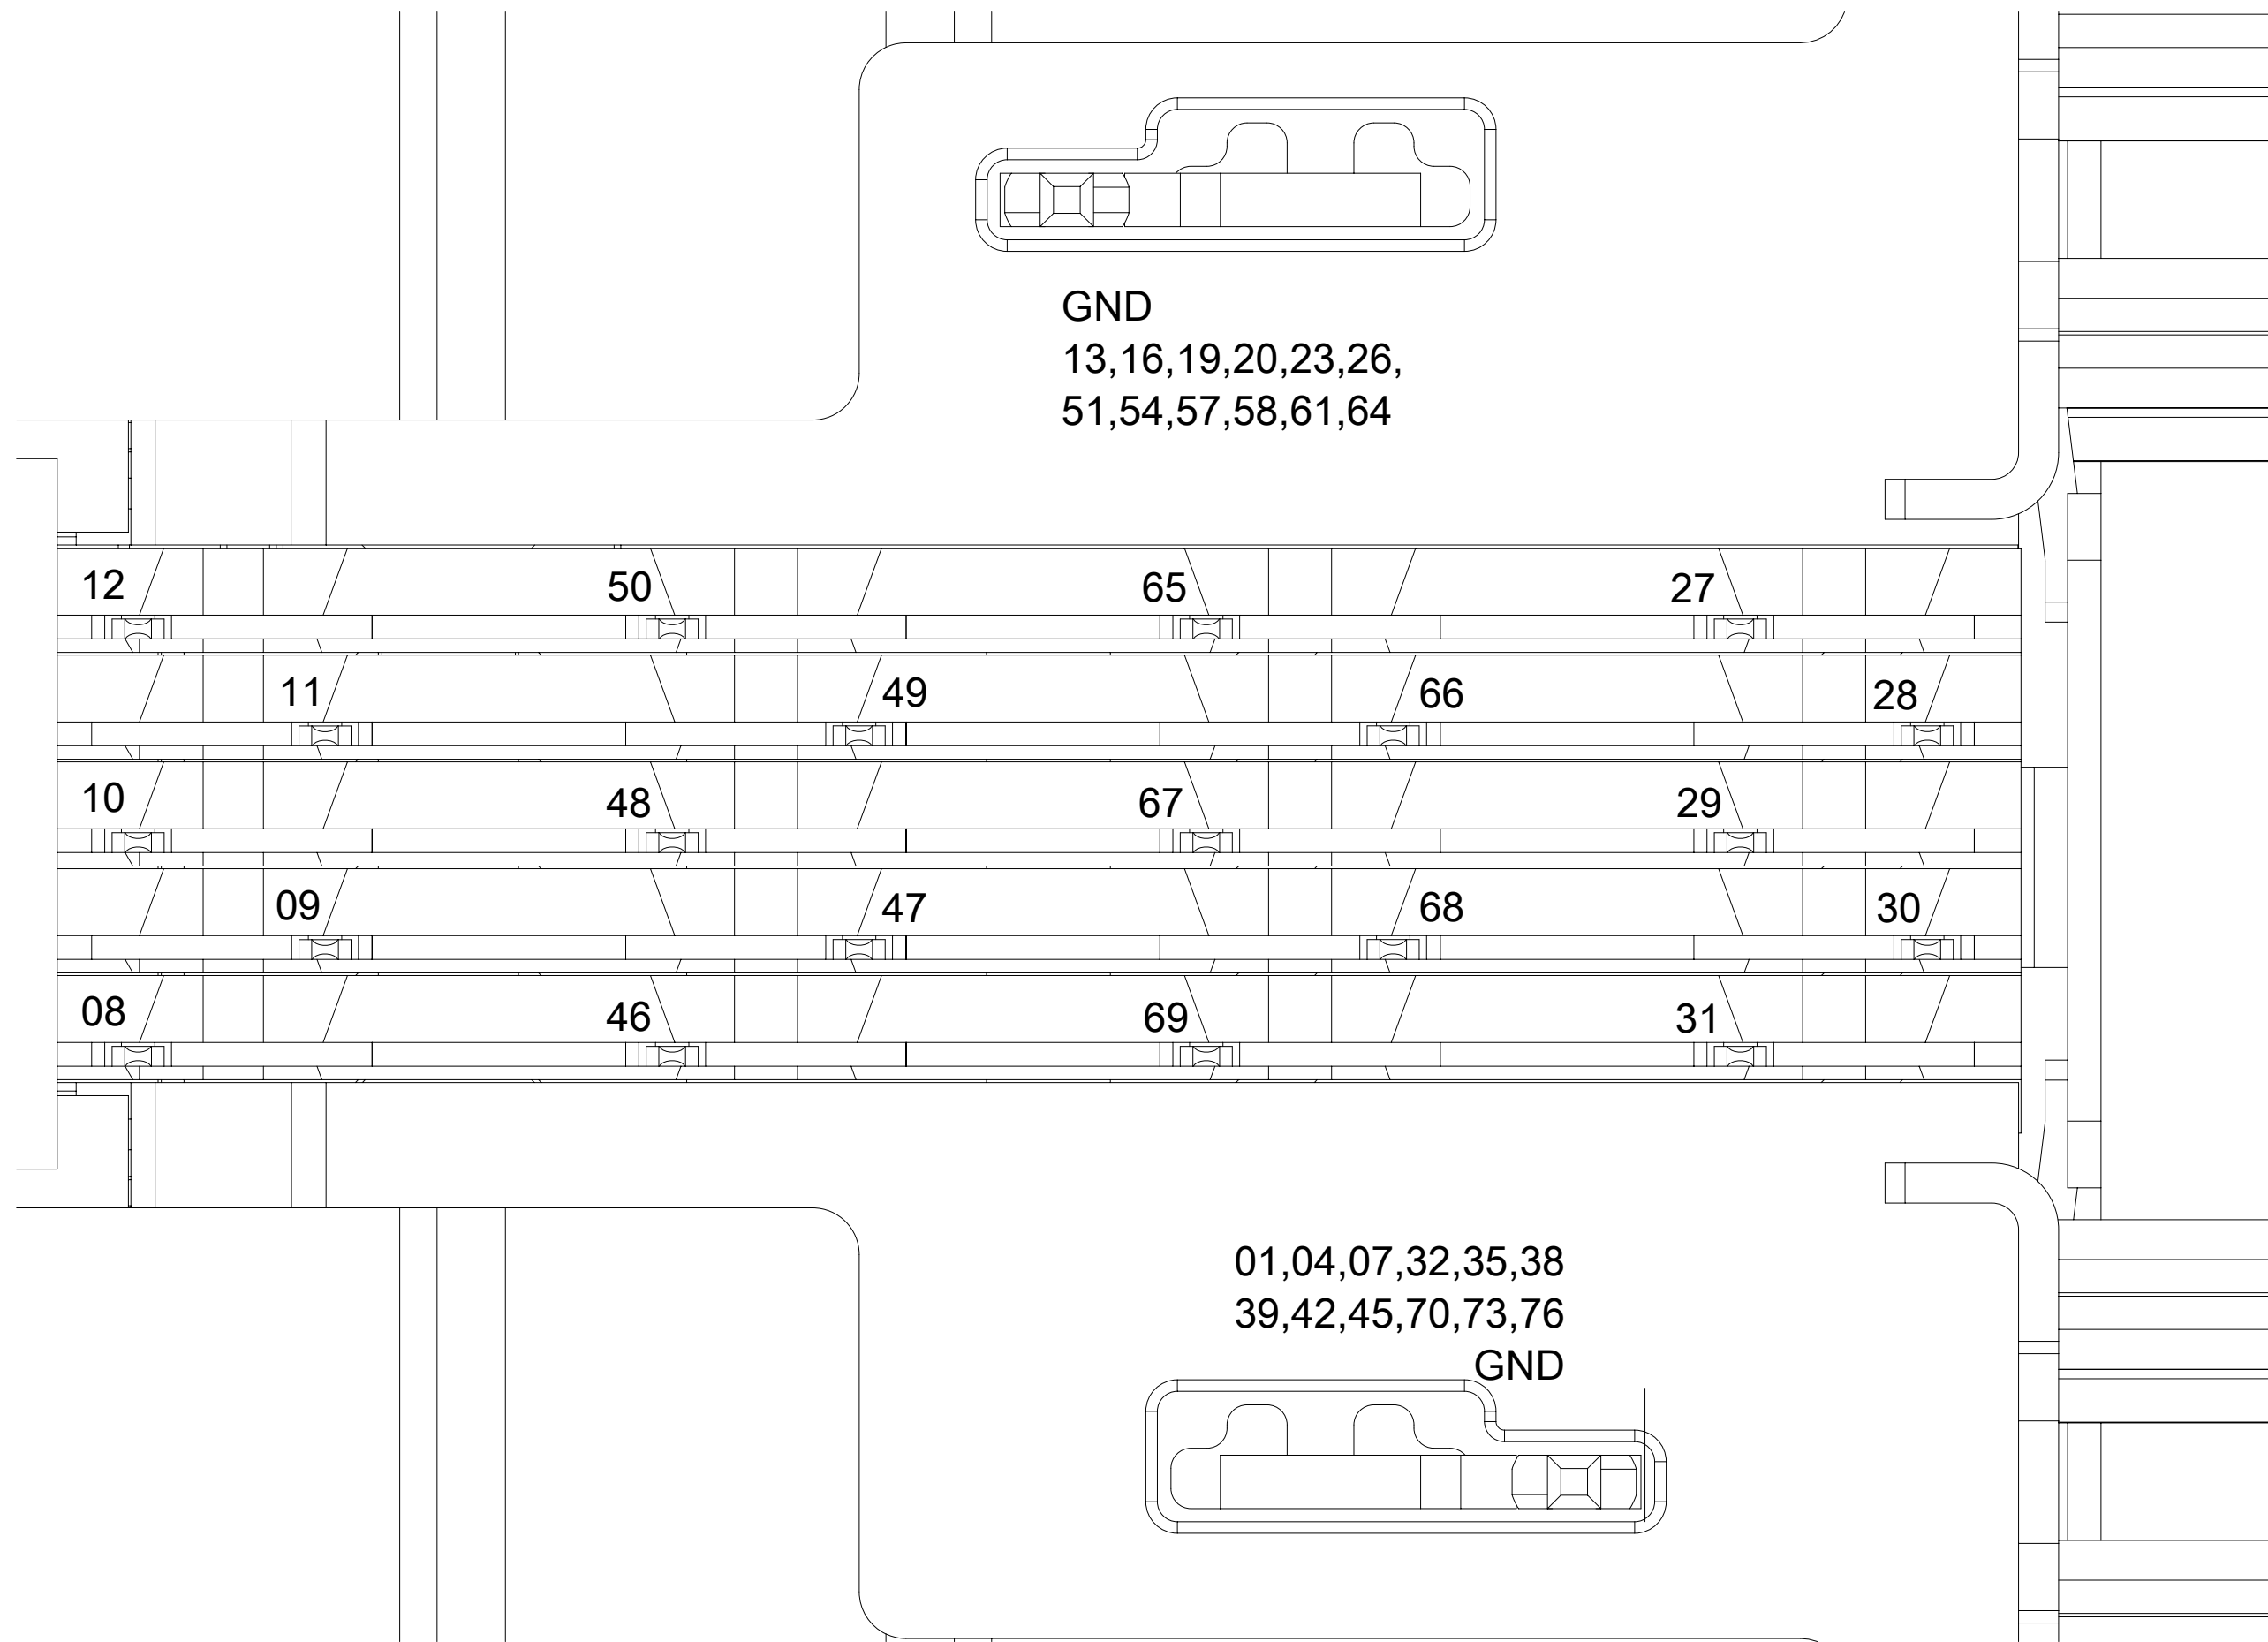 GND
13,16,19,20,23,26,
51,54,57,58,61,64
12 50 65 27
11 49 66 28
10 48 67 29
09 47 68 30
08 46 69 31
01,04,07,32,35,38
39,42,45,70,73,76
GND